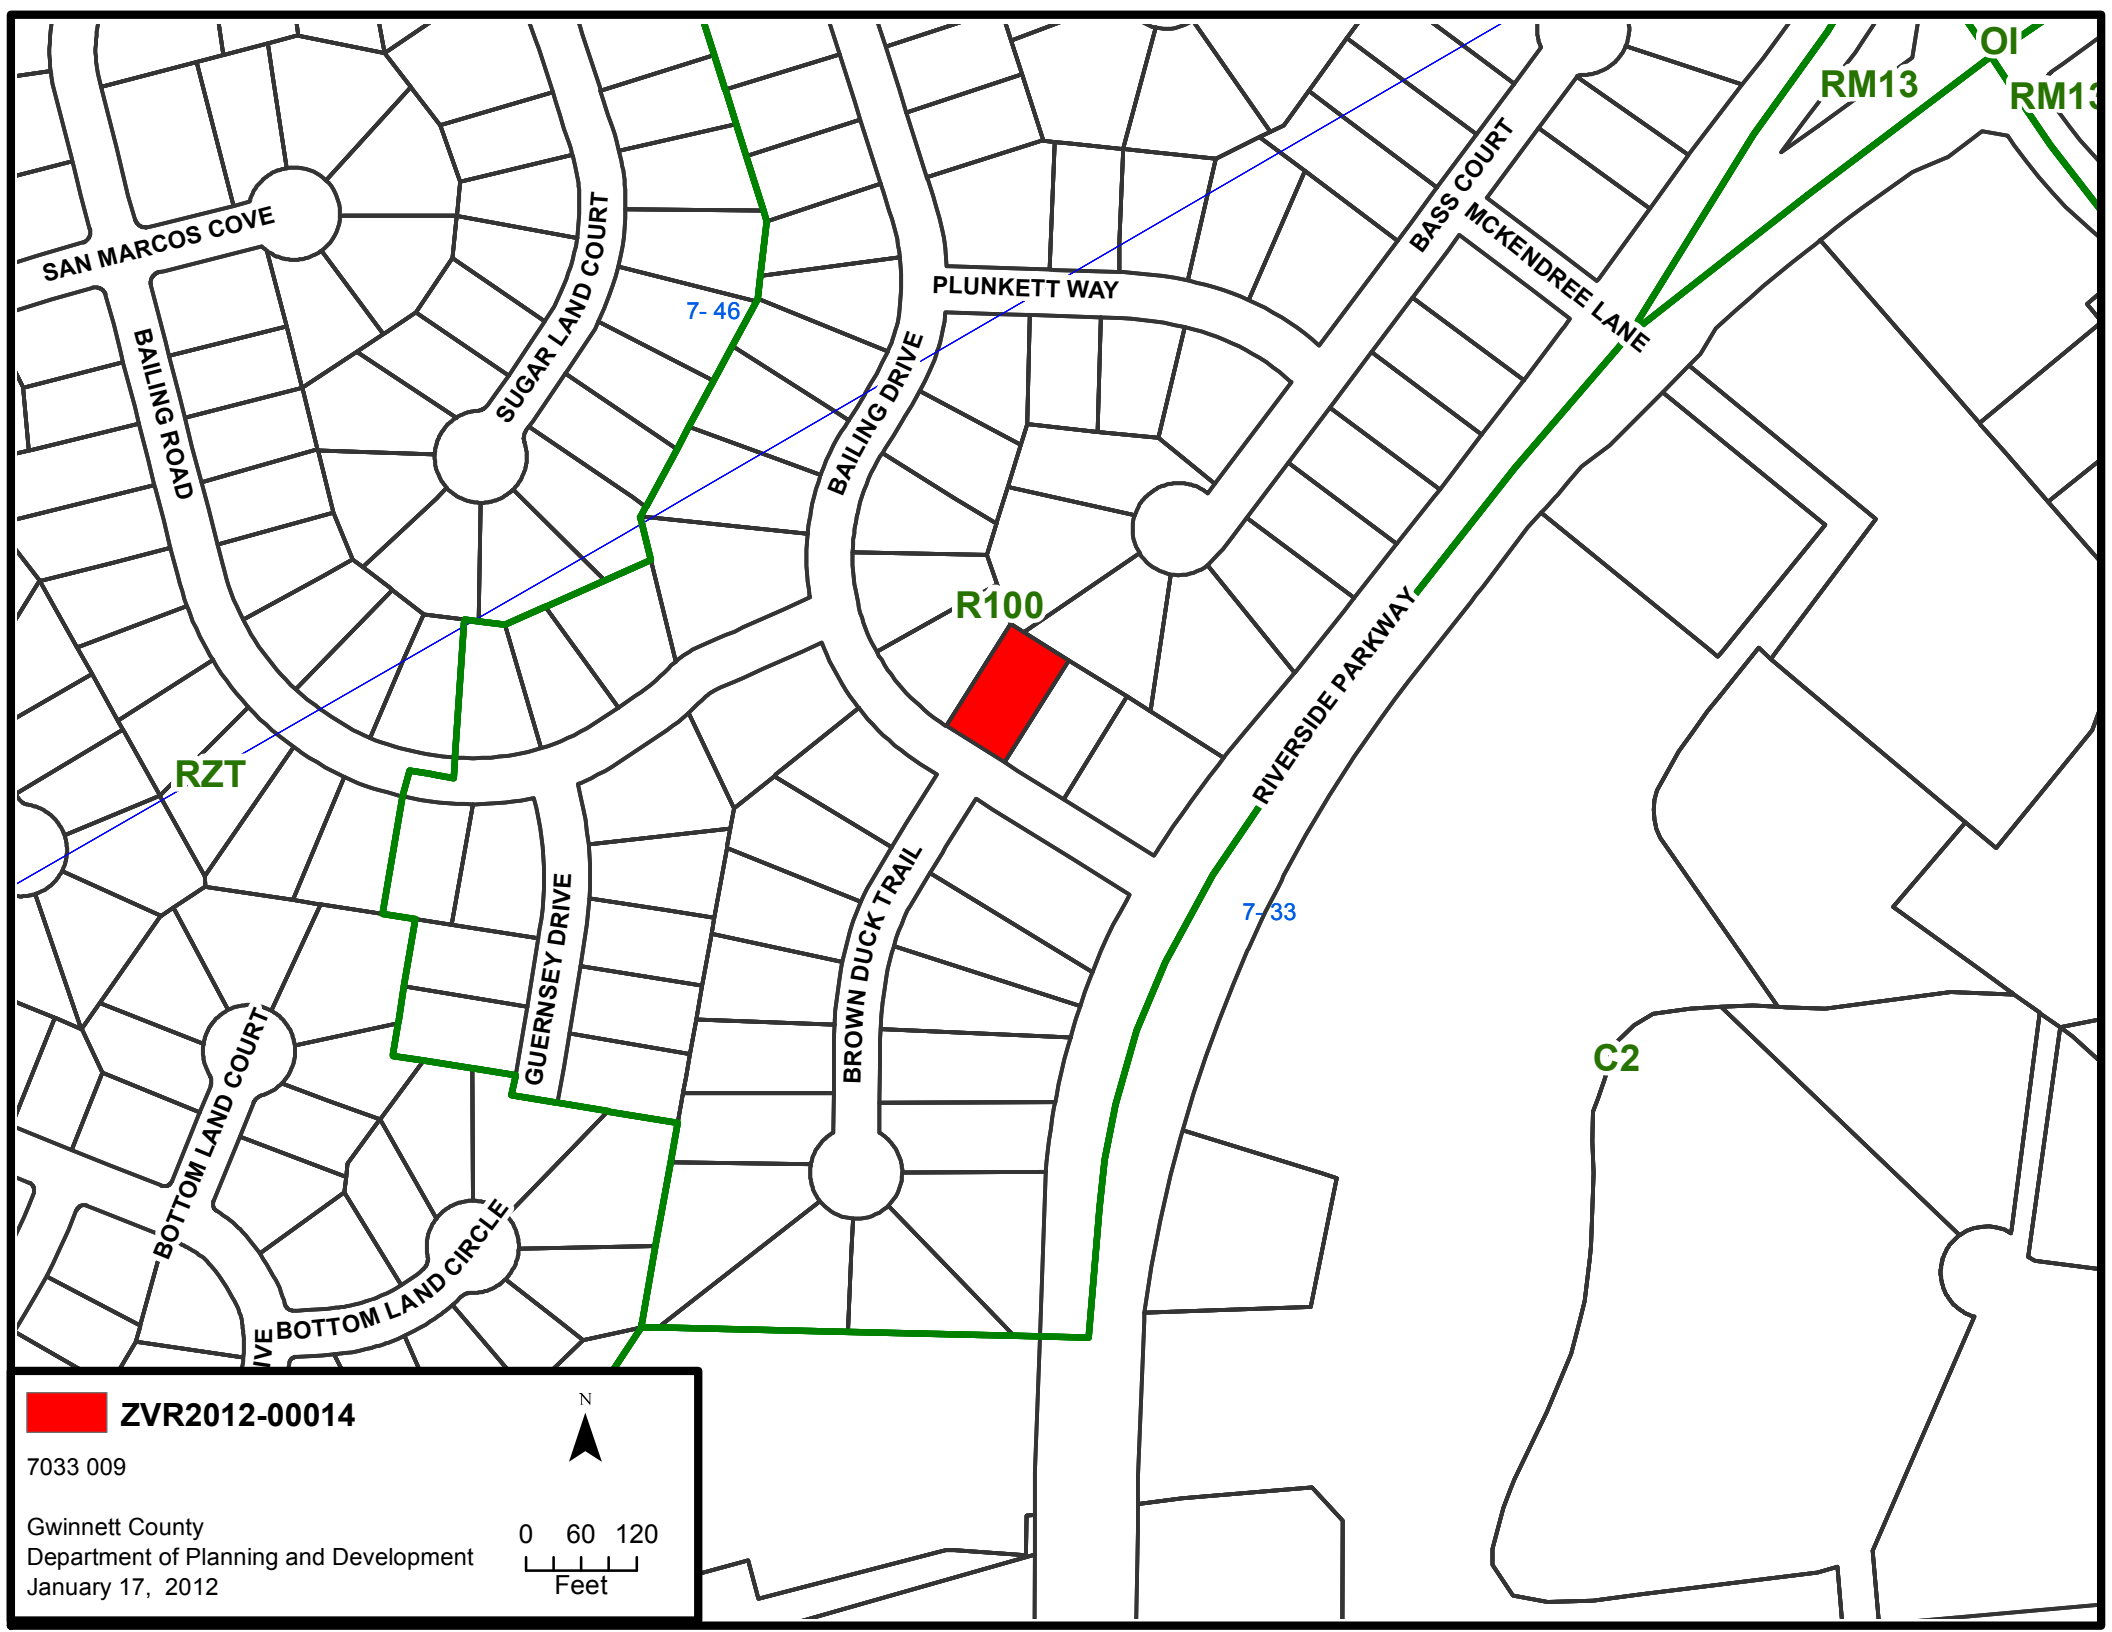 OI
RM13
RM13
BASS COURT
MCKENDREE LANE
SAN MARCOS COVE
SUGAR LAND COURT
PLUNKETT WAY
7- 46
BAILING ROAD
BAILING DRIVE
R100
RIVERSIDE PARKWAY
RZT
7- 33
GUERNSEY DRIVE
BROWN DUCK TRAIL
BOTTOM LAND COURT
C2
BOTTOM LAND CIRCLE
IVE
ZVR2012-00014
N
7033 009
Gwinnett County
Department of Planning and Development
January 17, 2012
0 60 120
Feet